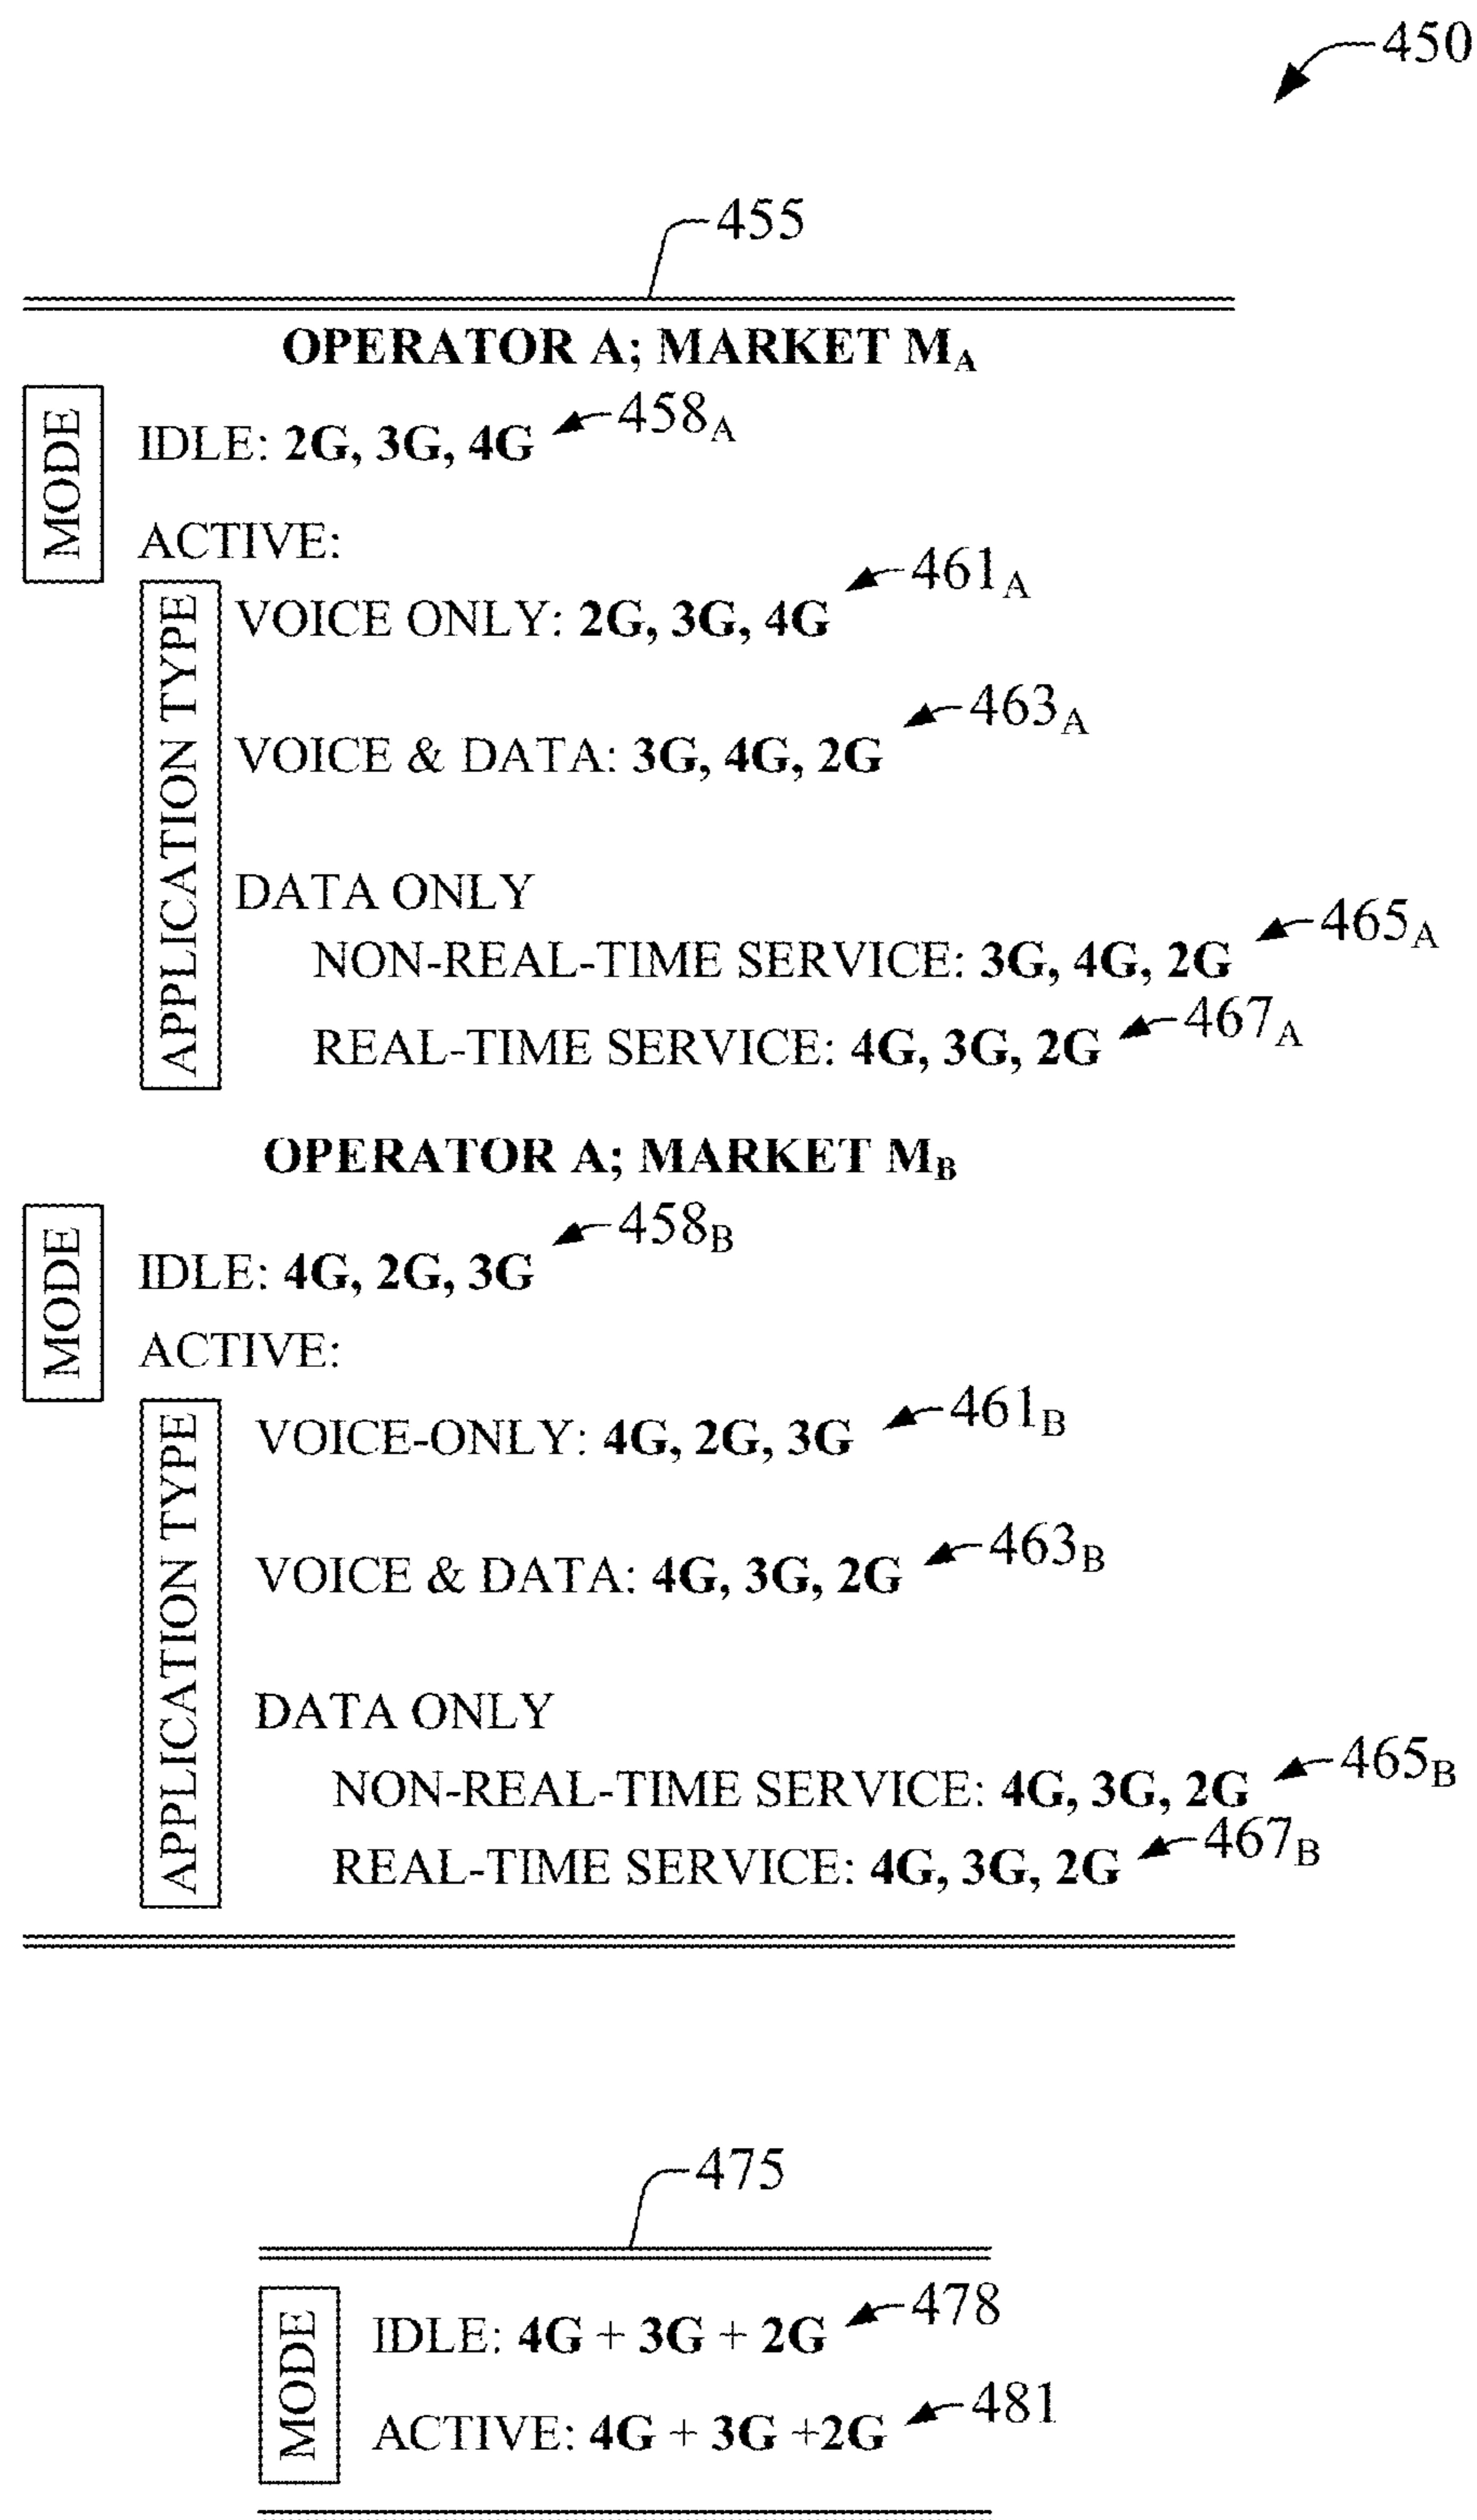 450
455
OPERATOR A; MARKET MA
MODE
IDLE: 2G, 3G, 4G 458A
ACTIVE:
APPLICATION TYPE
VOICE ONLY: 2G, 3G, 4G 461A
VOICE & DATA: 3G, 4G, 2G 463A
DATA ONLY
NON-REAL-TIME SERVICE: 3G, 4G, 2G 465A
REAL-TIME SERVICE: 4G, 3G, 2G 467A
OPERATOR A; MARKET MB
MODE
IDLE: 4G, 2G, 3G 458B
ACTIVE:
APPLICATION TYPE
VOICE-ONLY: 4G, 2G, 3G 461B
VOICE & DATA: 4G, 3G, 2G 463B
DATA ONLY
NON-REAL-TIME SERVICE: 4G, 3G, 2G 465B
REAL-TIME SERVICE: 4G, 3G, 2G 467B
475
MODE
IDLE: 4G + 3G + 2G 478
ACTIVE: 4G + 3G +2G 481